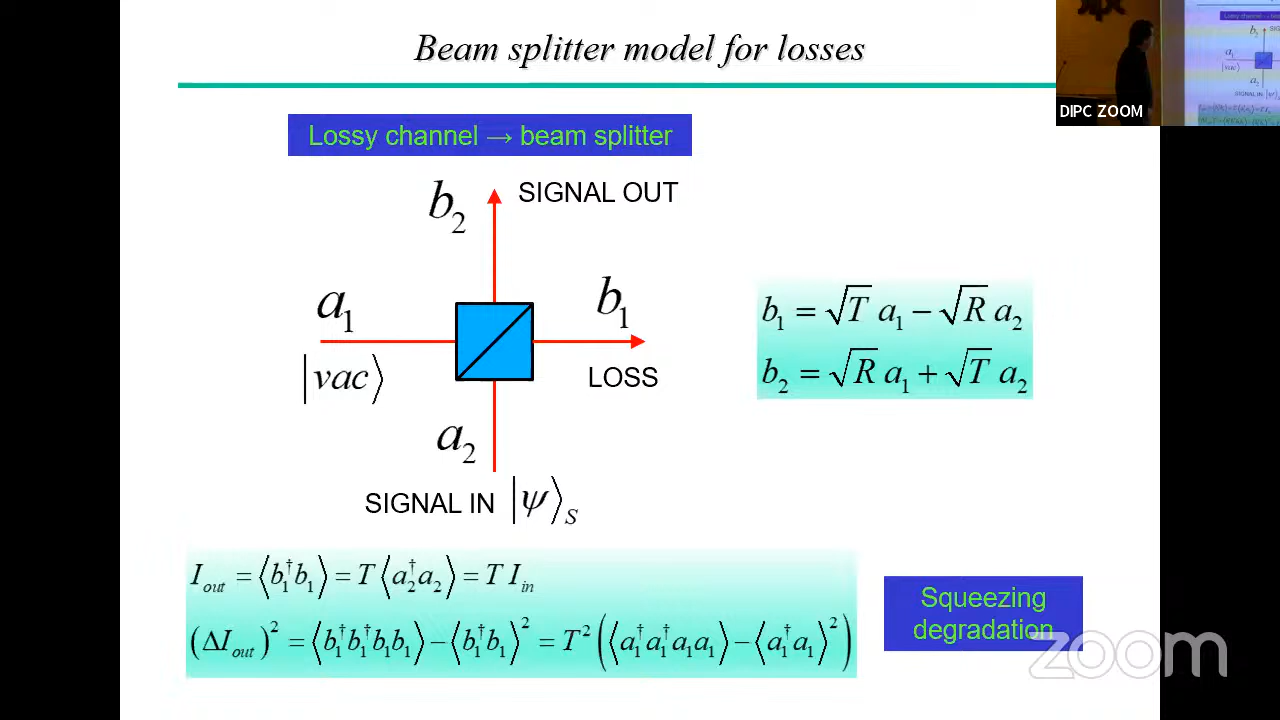 Beam splitter model for losses
DIPC ZOOM
Lossy channel → beam splitter
b₂
SIGNAL OUT
a₁
b₁
|vac⟩
LOSS
a₂
SIGNAL IN |ψ⟩_S
b₁ = √T a₁ − √R a₂
b₂ = √R a₁ + √T a₂
I_out = ⟨b₁†b₁⟩ = T⟨a₂†a₂⟩ = T I_in
(ΔI_out)² = ⟨b₁†b₁†b₁b₁⟩ − ⟨b₁†b₁⟩² = T²(⟨a₁†a₁†a₁a₁⟩ − ⟨a₁†a₁⟩²)
Squeezing
degradation
zoom